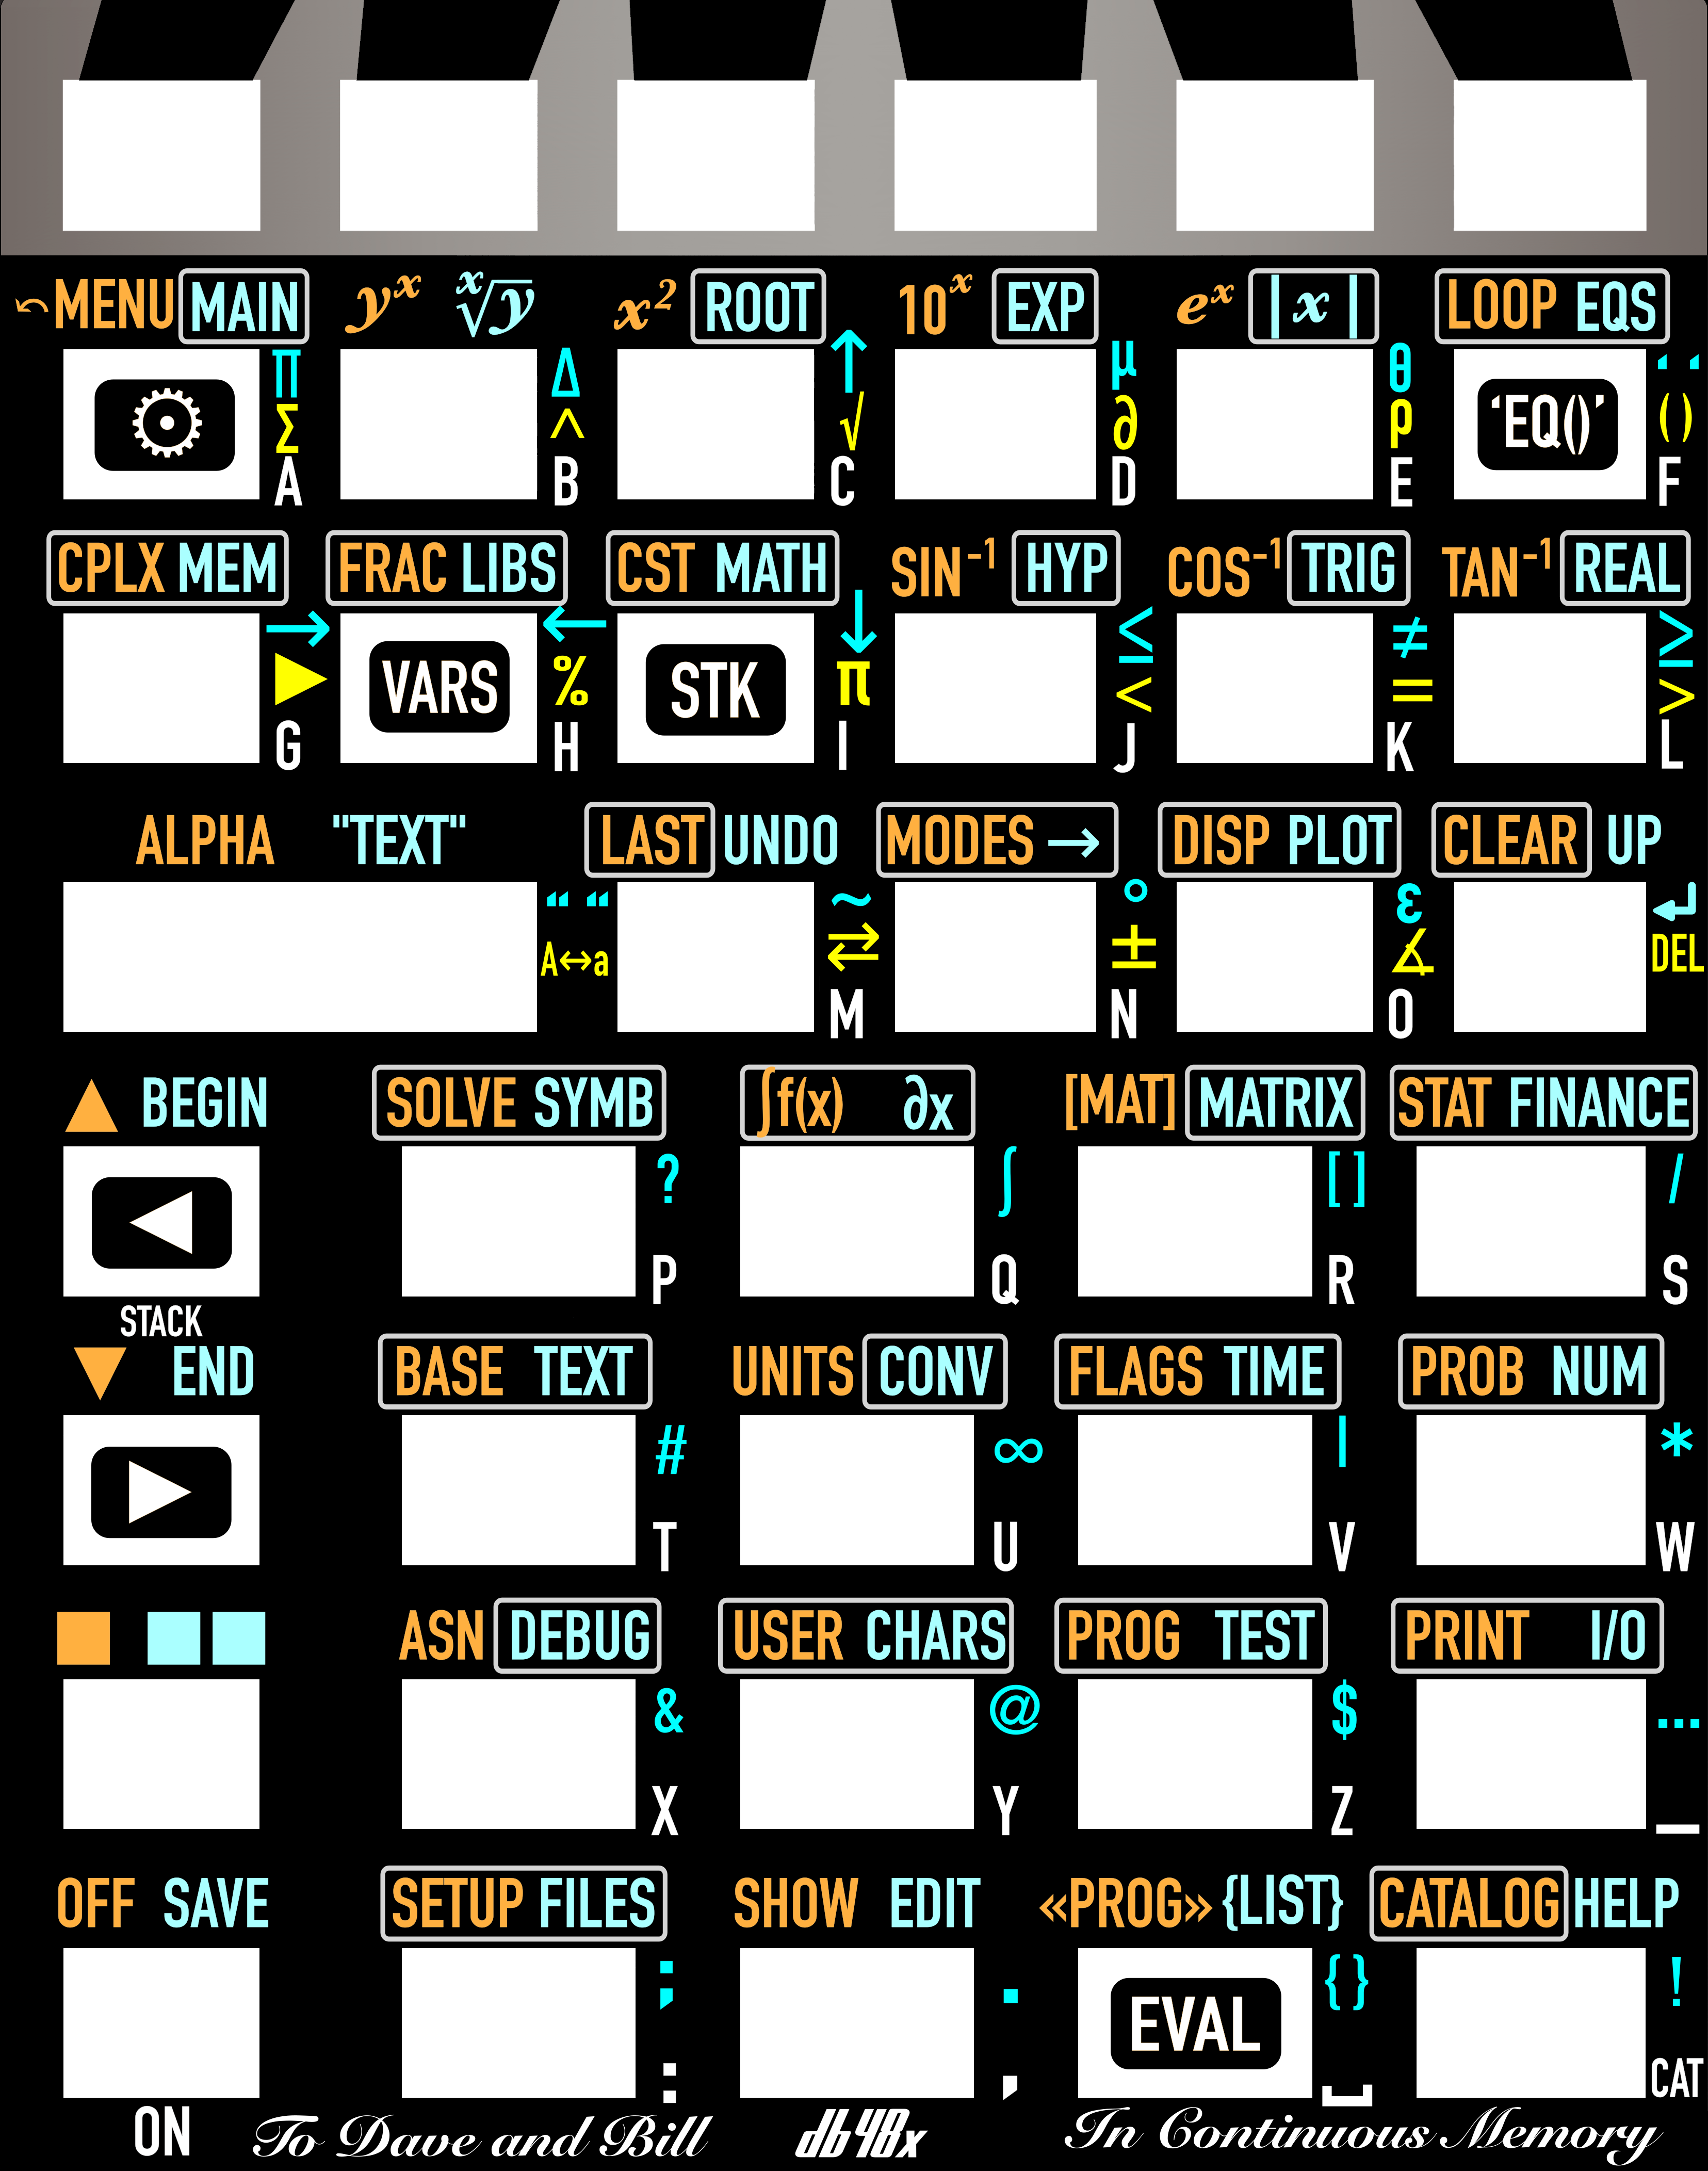 ⤺MENU MAIN yˣ ˣ√y x² ROOT 10ˣ EXP eˣ |x| LOOP EQS
Π Δ ↑ μ θ ' '
Σ ^ √ ∂ ρ ()
'EQ()'
A B C D E F
CPLX MEM FRAC LIBS CST MATH SIN⁻¹ HYP COS⁻¹ TRIG TAN⁻¹ REAL
→ ← ↓ ≤ ≠ ≥
▶ VARS % STK π < = >
G H I J K L
ALPHA "TEXT" LAST UNDO MODES → DISP PLOT CLEAR UP
" " ~ ° ε ↵
A↔a ⇄ ± ∡ DEL
M N O
▲ BEGIN SOLVE SYMB ∫f(x) ∂x [MAT] MATRIX STAT FINANCE
◀ ? ∫ [ ] /
P Q R S
STACK
▼ END BASE TEXT UNITS CONV FLAGS TIME PROB NUM
▶ # ∞ | *
T U V W
ASN DEBUG USER CHARS PROG TEST PRINT I/O
& @ $ …
X Y Z _
OFF SAVE SETUP FILES SHOW EDIT «PROG» {LIST} CATALOG HELP
; . EVAL { } !
: , ␣ CAT
ON To Dave and Bill db48x In Continuous Memory